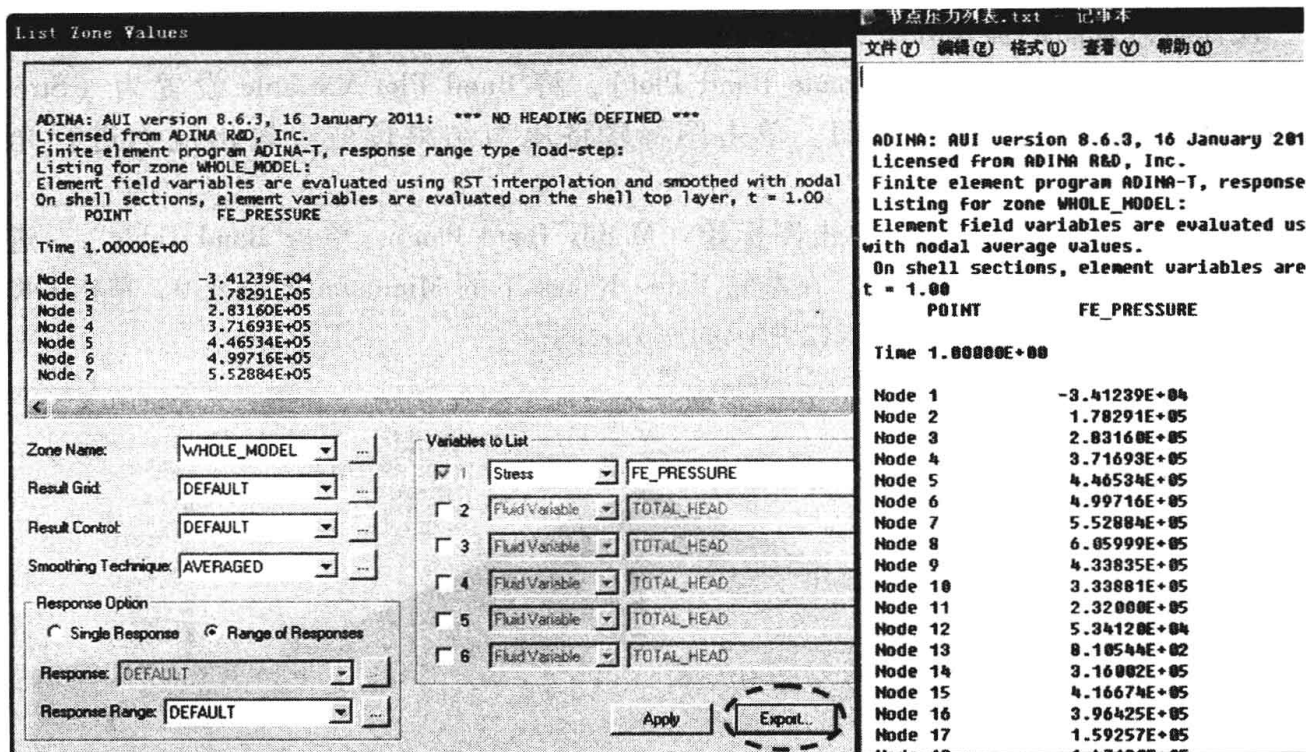 List Zone Values
ADINA: AUI version 8.6.3, 16 January 2011: *** NO HEADING DEFINED ***
Licensed from ADINA R&D, Inc.
Finite element program ADINA-T, response range type load-step:
Listing for zone WHOLE_MODEL:
Element field variables are evaluated using RST interpolation and smoothed with nodal
On shell sections, element variables are evaluated on the shell top layer, t = 1.00
POINT FE_PRESSURE
Time 1.00000E+00
Node 1 -3.41239E+04
Node 2 1.78291E+05
Node 3 2.83160E+05
Node 4 3.71693E+05
Node 5 4.46534E+05
Node 6 4.99716E+05
Node 7 5.52884E+05
Zone Name: WHOLE_MODEL ...
Result Grid: DEFAULT ...
Result Control: DEFAULT ...
Smoothing Technique: AVERAGED ...
Response Option
Single Response Range of Responses
Response: DEFAULT ...
Response Range: DEFAULT ...
Variables to List
1 Stress FE_PRESSURE
2 Fluid Variable TOTAL_HEAD
3 Fluid Variable TOTAL_HEAD
4 Fluid Variable TOTAL_HEAD
5 Fluid Variable TOTAL_HEAD
6 Fluid Variable TOTAL_HEAD
Apply Export...
节点压力列表.txt - 记事本
文件(F) 编辑(E) 格式(O) 查看(V) 帮助(H)
ADINA: AUI version 8.6.3, 16 January 201
Licensed from ADINA R&D, Inc.
Finite element program ADINA-T, response
Listing for zone WHOLE_MODEL:
Element field variables are evaluated us
with nodal average values.
On shell sections, element variables are
t = 1.00
POINT FE_PRESSURE
Time 1.00000E+00
Node 1 -3.41239E+04
Node 2 1.78291E+05
Node 3 2.83160E+05
Node 4 3.71693E+05
Node 5 4.46534E+05
Node 6 4.99716E+05
Node 7 5.52884E+05
Node 8 6.05999E+05
Node 9 4.33835E+05
Node 10 3.33881E+05
Node 11 2.32000E+05
Node 12 5.34120E+04
Node 13 8.10544E+02
Node 14 3.16002E+05
Node 15 4.16674E+05
Node 16 3.96425E+05
Node 17 1.59257E+05